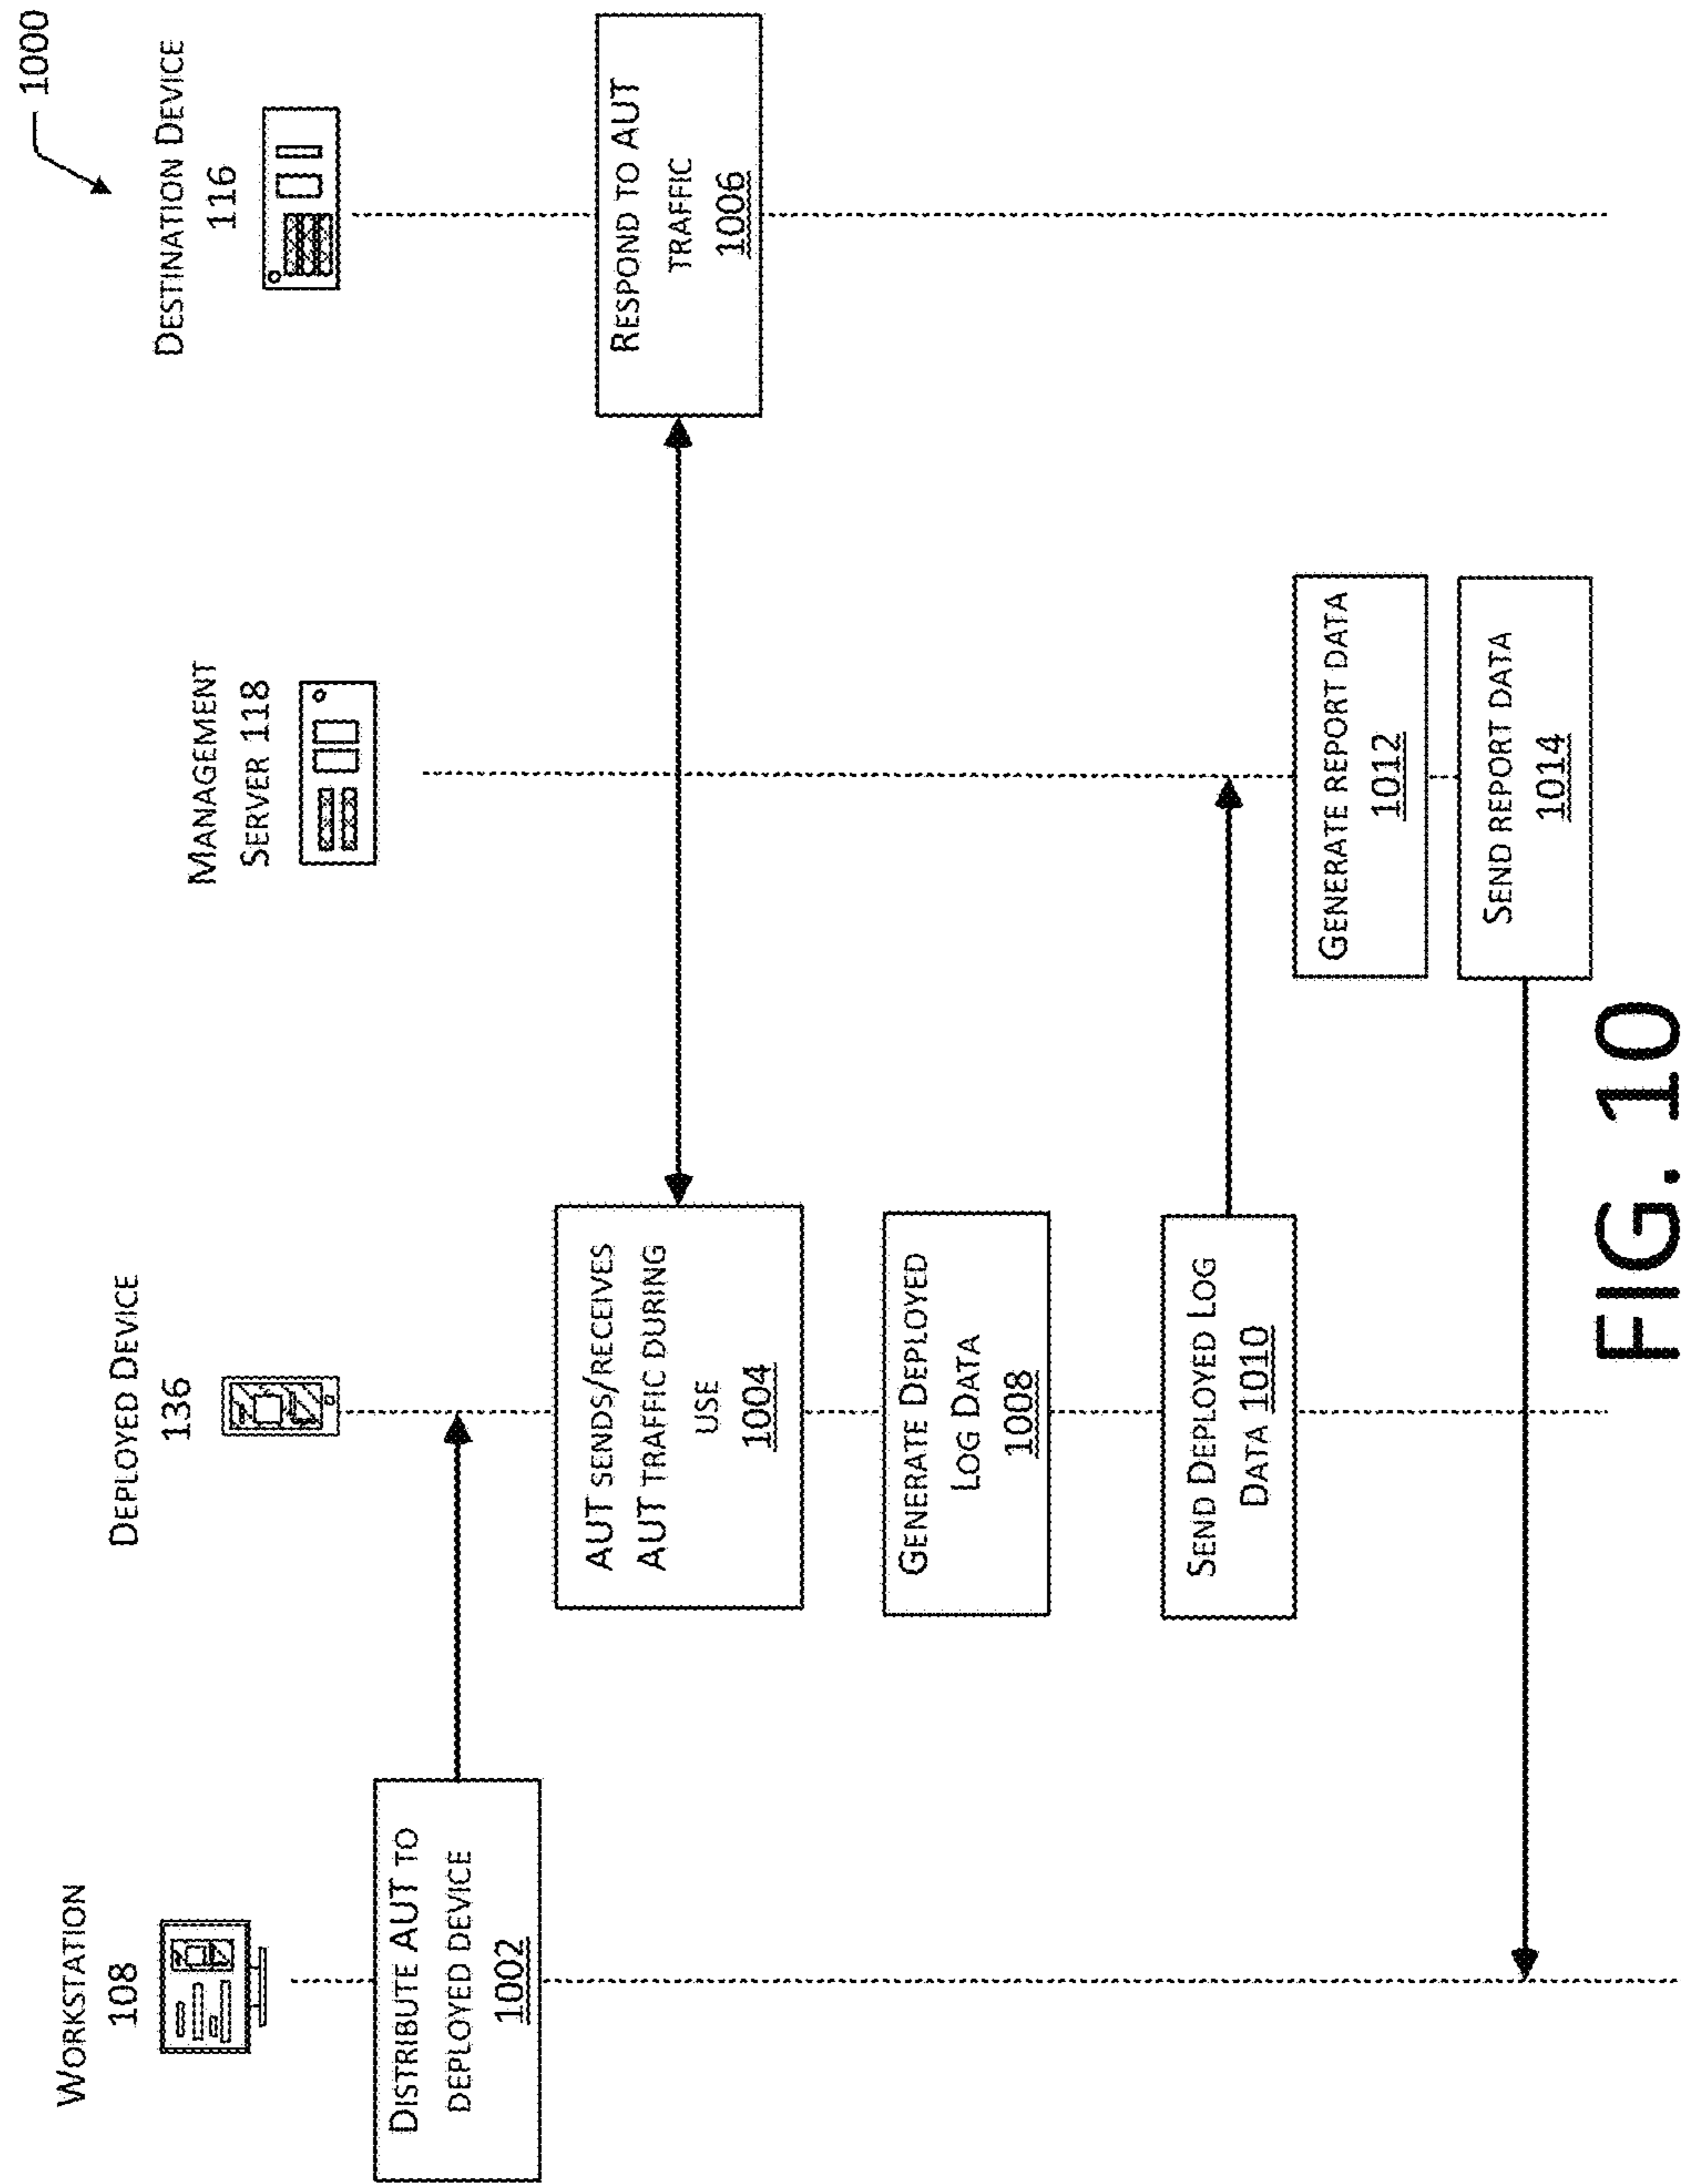 1000
WORKSTATION
108
DEPLOYED DEVICE
136
MANAGEMENT
SERVER 118
DESTINATION DEVICE
116
DISTRIBUTE AUT TO
DEPLOYED DEVICE
1002
AUT SENDS/RECEIVES
AUT TRAFFIC DURING
USE
1004
RESPOND TO AUT
TRAFFIC
1006
GENERATE DEPLOYED
LOG DATA
1008
SEND DEPLOYED LOG
DATA 1010
GENERATE REPORT DATA
1012
SEND REPORT DATA
1014
FIG. 10